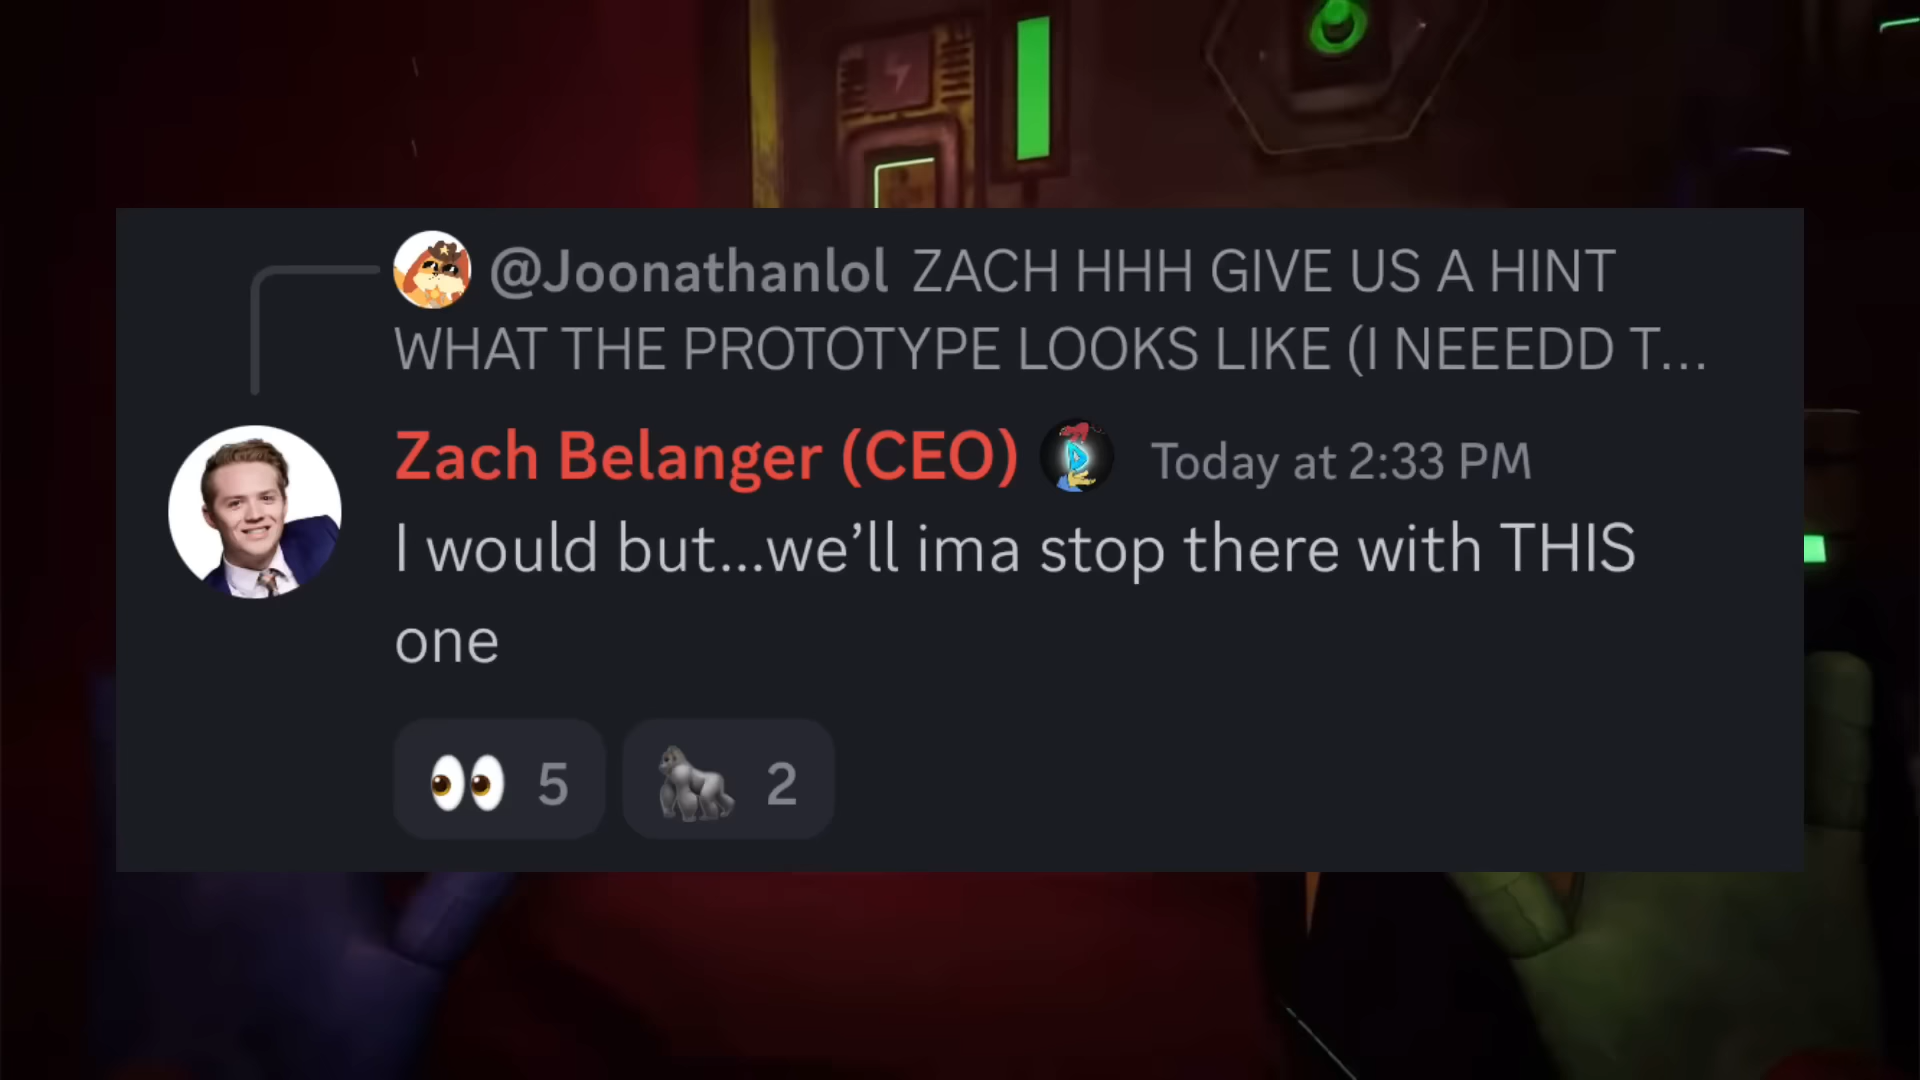 @Joonathanlol ZACH HHH GIVE US A HINT
WHAT THE PROTOTYPE LOOKS LIKE (I NEEEDD T...
Zach Belanger (CEO) Today at 2:33 PM
I would but...we’ll ima stop there with THIS
one
5 2